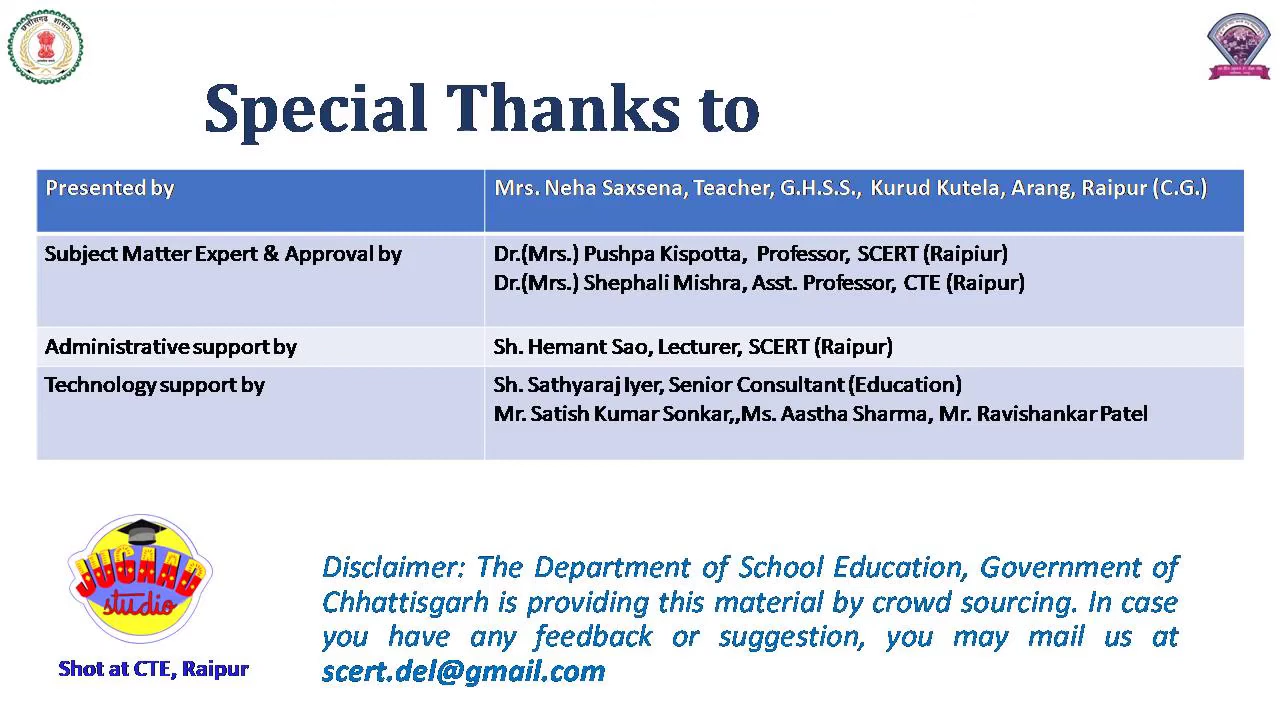 छत्तीसगढ़ शासन
Special Thanks to
Presented by
Mrs. Neha Saxsena, Teacher, G.H.S.S., Kurud Kutela, Arang, Raipur (C.G.)
Subject Matter Expert & Approval by
Dr.(Mrs.) Pushpa Kispotta, Professor, SCERT (Raipiur)
Dr.(Mrs.) Shephali Mishra, Asst. Professor, CTE (Raipur)
Administrative support by
Sh. Hemant Sao, Lecturer, SCERT (Raipur)
Technology support by
Sh. Sathyaraj Iyer, Senior Consultant (Education)
Mr. Satish Kumar Sonkar,,Ms. Aastha Sharma, Mr. Ravishankar Patel
JUGAAD
studio
Shot at CTE, Raipur
Disclaimer: The Department of School Education, Government of
Chhattisgarh is providing this material by crowd sourcing. In case
you have any feedback or suggestion, you may mail us at
scert.del@gmail.com